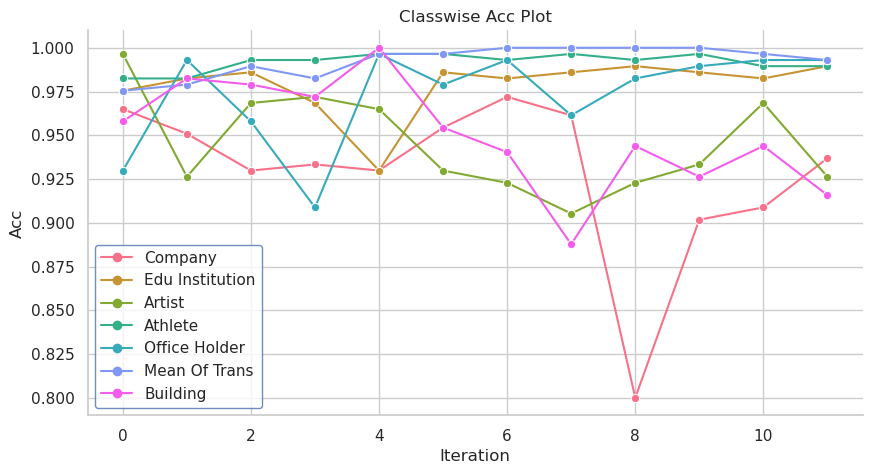 Classwise Acc Plot
1.000
0.975
0.950
0.925
0.900
0.875
0.850
0.825
0.800
Acc
Company
Edu Institution
Artist
Athlete
Office Holder
Mean Of Trans
Building
0 2 4 6 8 10
Iteration